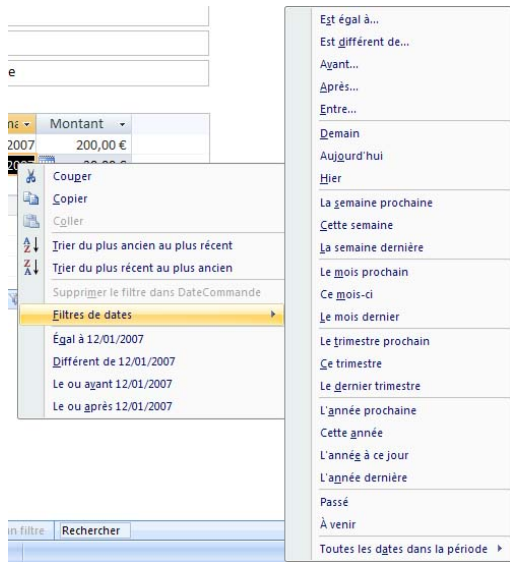 e
Montant
2007 200,00 €
Couper
Copier
Coller
Trier du plus ancien au plus récent
Trier du plus récent au plus ancien
Supprimer le filtre dans DateCommande
Filtres de dates
Égal à 12/01/2007
Différent de 12/01/2007
Le ou avant 12/01/2007
Le ou après 12/01/2007
filtre Rechercher
Est égal à...
Est différent de...
Avant...
Après...
Entre...
Demain
Aujourd'hui
Hier
La semaine prochaine
Cette semaine
La semaine dernière
Le mois prochain
Ce mois-ci
Le mois dernier
Le trimestre prochain
Ce trimestre
Le dernier trimestre
L'année prochaine
Cette année
L'année à ce jour
L'année dernière
Passé
À venir
Toutes les dates dans la période